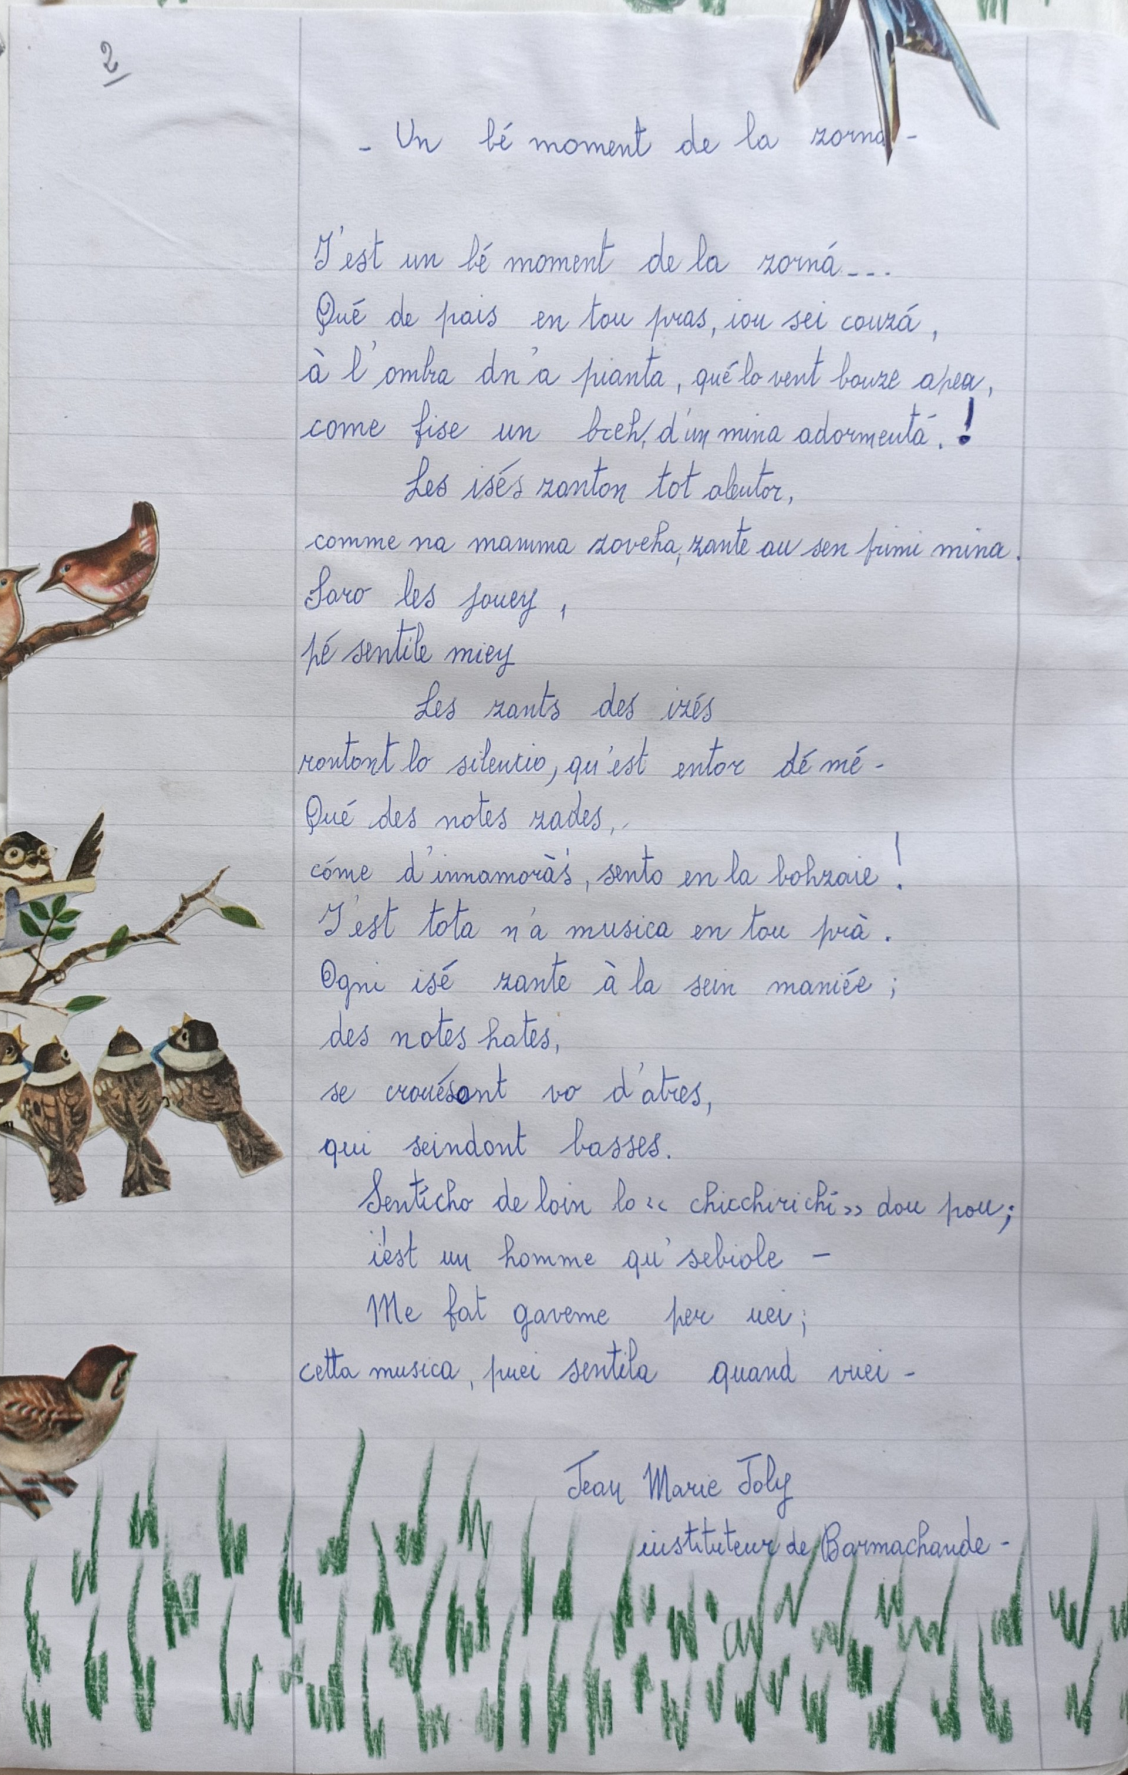 2
- Un bé moment de la zorná -
J'est un bé moment de la zorná...
Qué de pais en tou pras, iou sei couzá,
à l'ombra dn'a pianta, qué lo vent bouze apea,
come fise un breh, d'un mina adormentá.!
Les isés zanton tot alentor,
comme na mamma zoveha, zante au sen frimi mina.
Saro les jouey,
pé sentile miey
Les zants des izés
rontont lo silencio, qu'est entor dé mé -
Qué des notes zades,
cóme d'innamoràs, sento en la bohzaie!
J'est tota n'a musica en tou prà.
Ogni isé zante à la sein maniée;
des notes hates,
se crouésont vo d'atres,
qui seindont basses.
Senticho de loin lo « chicchirichi » dou pou;
iést un homme qu'sebiole -
Me fat gaveme per uei;
cetta musica, puei sentila quand vuei -
Jean Marie Joly
instituteur de Barmachande -